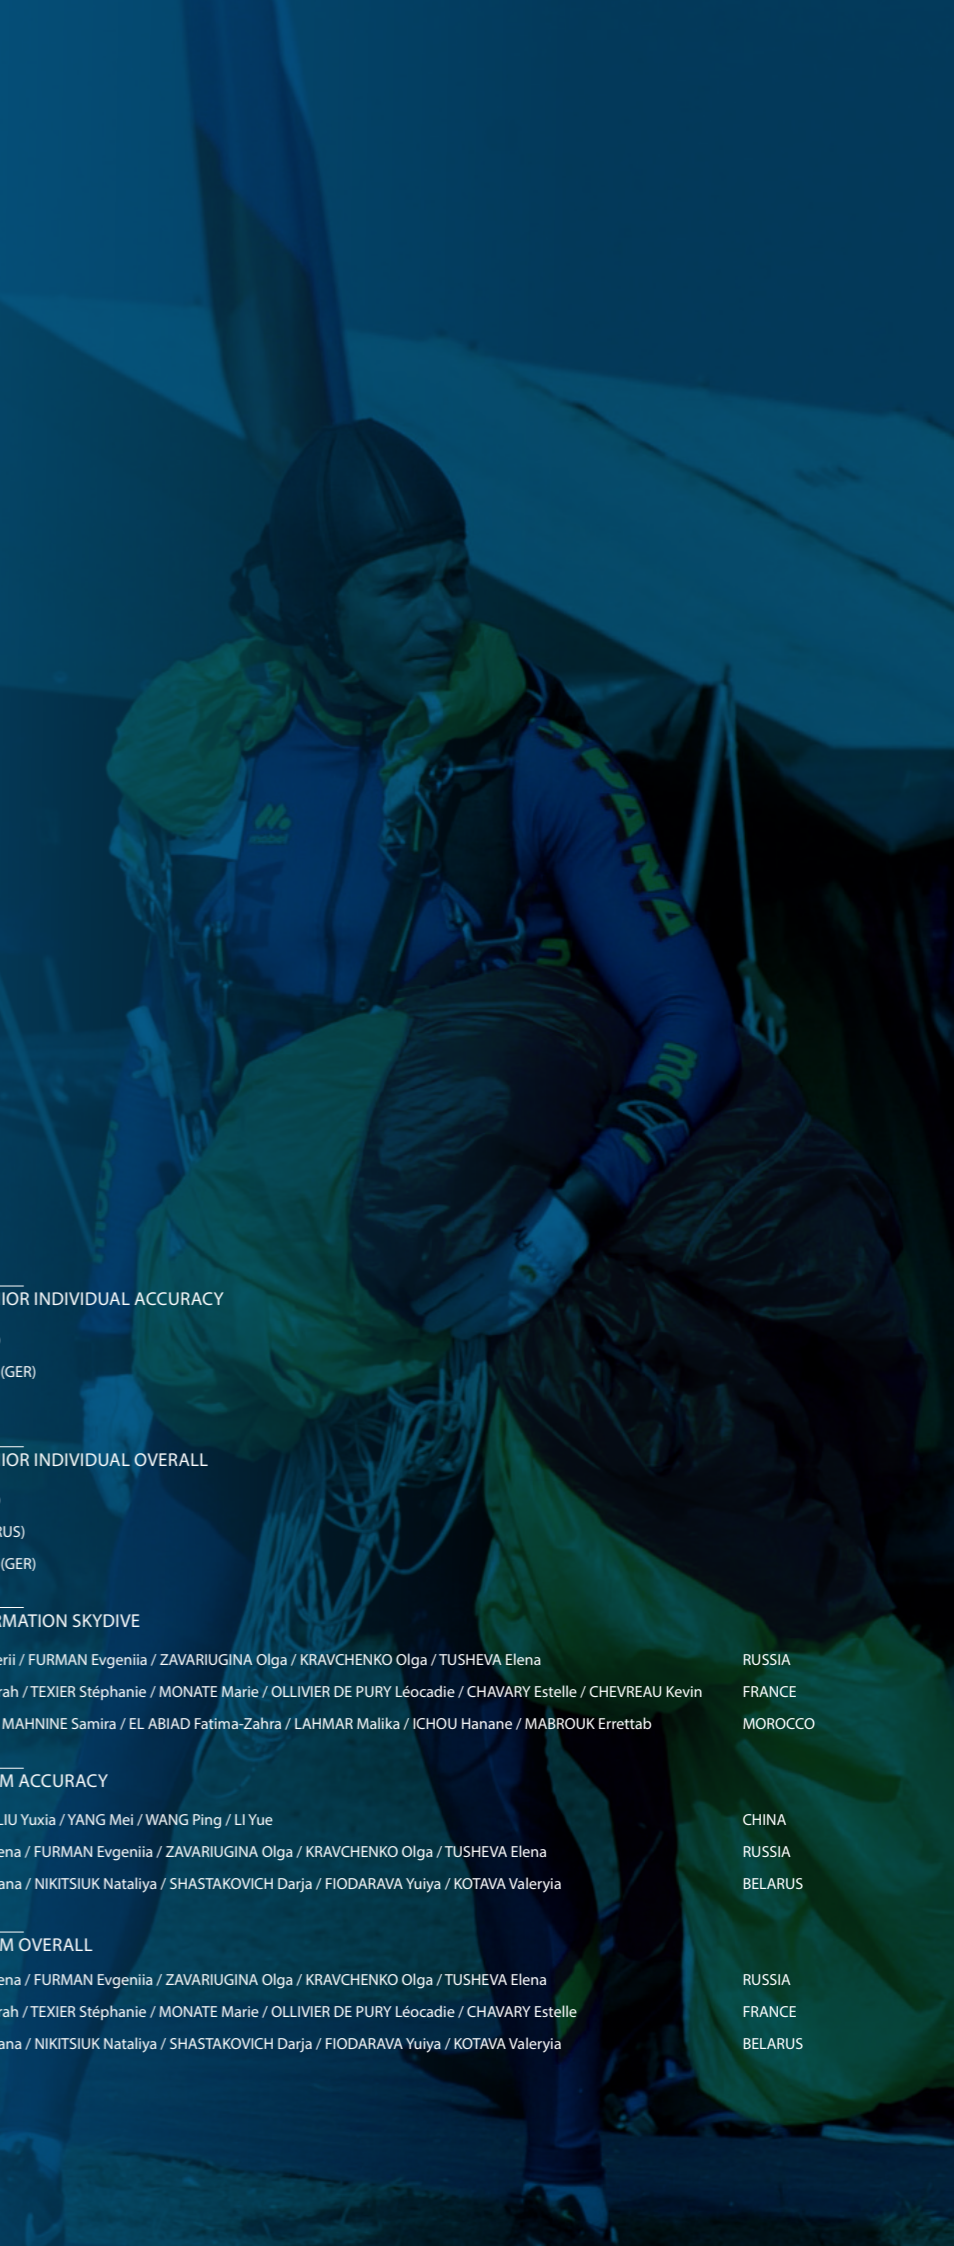 mosbel
PANA
IOR INDIVIDUAL ACCURACY
)
(GER)
IOR INDIVIDUAL OVERALL
)
RUS)
(GER)
RMATION SKYDIVE
erii / FURMAN Evgeniia / ZAVARIUGINA Olga / KRAVCHENKO Olga / TUSHEVA Elena RUSSIA
rah / TEXIER Stéphanie / MONATE Marie / OLLIVIER DE PURY Léocadie / CHAVARY Estelle / CHEVREAU Kevin FRANCE
MAHNINE Samira / EL ABIAD Fatima-Zahra / LAHMAR Malika / ICHOU Hanane / MABROUK Errettab MOROCCO
M ACCURACY
LIU Yuxia / YANG Mei / WANG Ping / LI Yue CHINA
ena / FURMAN Evgeniia / ZAVARIUGINA Olga / KRAVCHENKO Olga / TUSHEVA Elena RUSSIA
ana / NIKITSIUK Nataliya / SHASTAKOVICH Darja / FIODARAVA Yuiya / KOTAVA Valeryia BELARUS
M OVERALL
ena / FURMAN Evgeniia / ZAVARIUGINA Olga / KRAVCHENKO Olga / TUSHEVA Elena RUSSIA
rah / TEXIER Stéphanie / MONATE Marie / OLLIVIER DE PURY Léocadie / CHAVARY Estelle FRANCE
ana / NIKITSIUK Nataliya / SHASTAKOVICH Darja / FIODARAVA Yuiya / KOTAVA Valeryia BELARUS